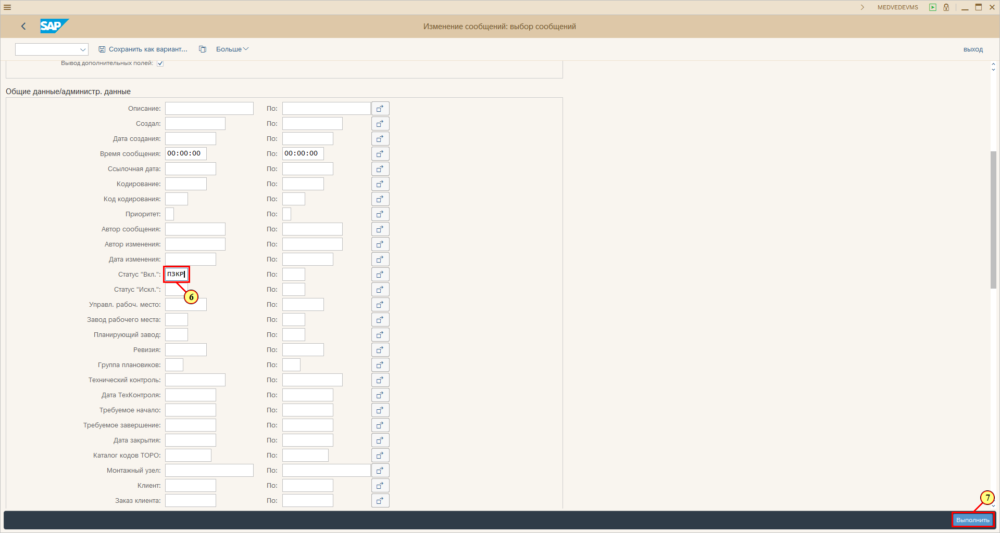 MEDVEDEVMS
SAP
Изменение сообщений: выбор сообщений
Сохранить как вариант...
Больше
выход
Вывод дополнительных полей:
Общие данные/администр. данные
Описание: По:
Создал: По:
Дата создания: По:
Время сообщения: 00:00:00 По: 00:00:00
Ссылочная дата: По:
Кодирование: По:
Код кодирования: По:
Приоритет: По:
Автор сообщения: По:
Автор изменения: По:
Дата изменения: По:
Статус "Вкл.": ПЗКР По:
Статус "Искл.": По:
6
Управл. рабоч. место: По:
Завод рабочего места: По:
Планирующий завод: По:
Ревизия: По:
Группа плановиков: По:
Технический контроль: По:
Дата ТехКонтроля: По:
Требуемое начало: По:
Требуемое завершение: По:
Дата закрытия: По:
Каталог кодов ТОРО: По:
Монтажный узел: По:
Клиент: По:
Заказ клиента: По:
7
Выполнить